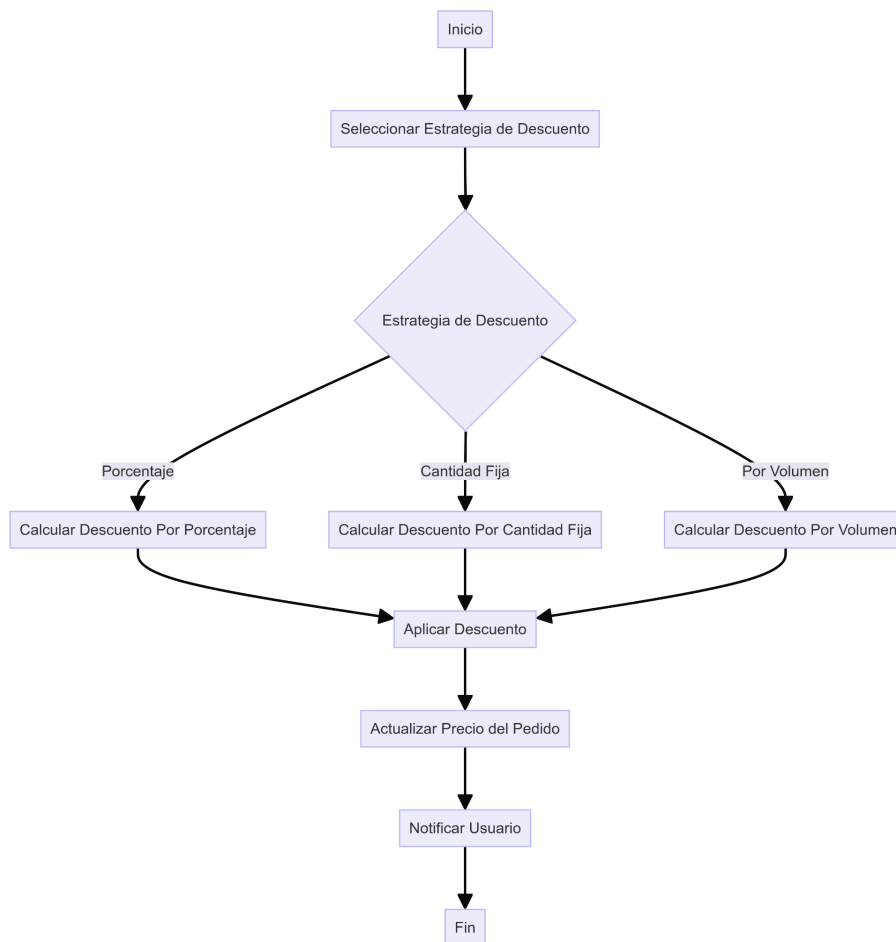 Inicio
Seleccionar Estrategia de Descuento
Estrategia de Descuento
Porcentaje
Cantidad Fija
Por Volumen
Calcular Descuento Por Porcentaje
Calcular Descuento Por Cantidad Fija
Calcular Descuento Por Volumen
Aplicar Descuento
Actualizar Precio del Pedido
Notificar Usuario
Fin